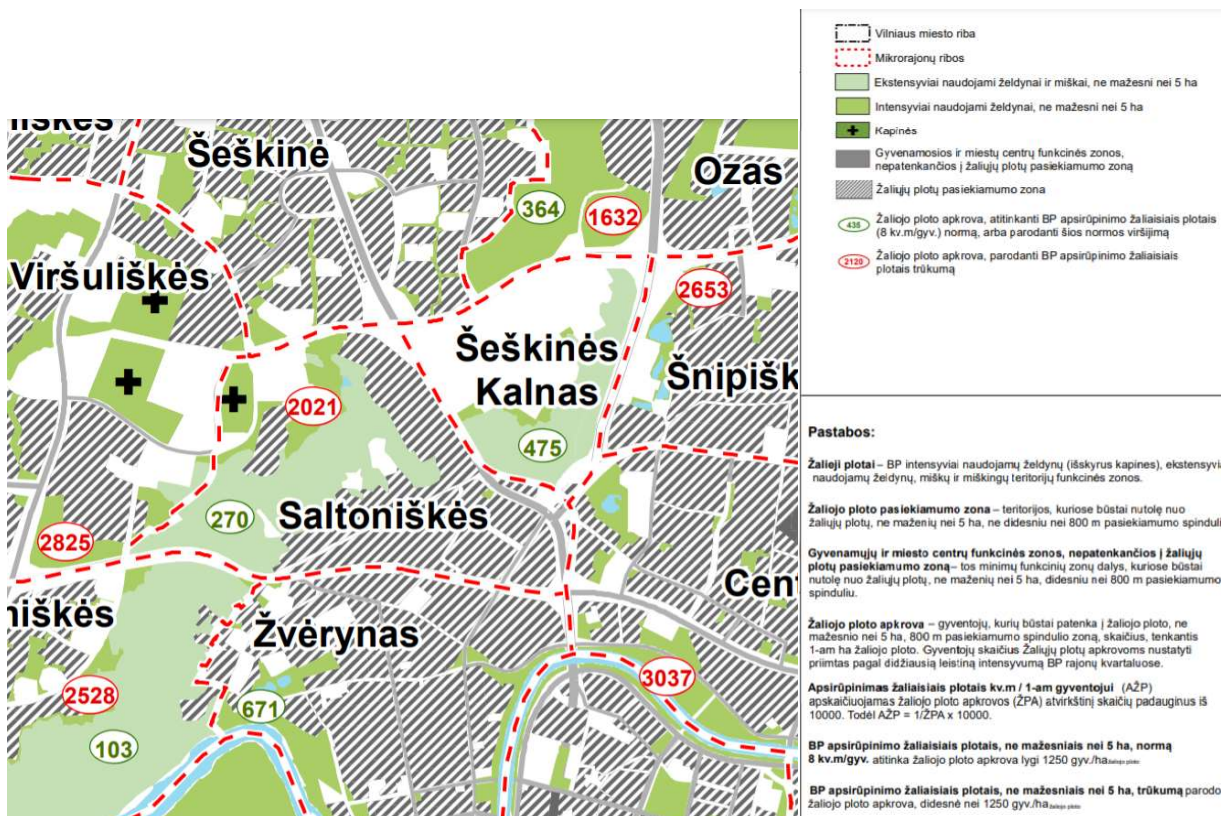 Šeškinė
Ozas
364
1632
Viršuliškės
2653
Šeškinės
Kalnas
2021
475
270
Saltoniškės
2825
Žvėrynas
2528
3037
671
103
Vilniaus miesto riba
Mikrorajonų ribos
Ekstensyviai naudojami želdynai ir miškai, ne mažesni nei 5 ha
Intensyviai naudojami želdynai, ne mažesni nei 5 ha
Kapinės
Gyvenamosios ir miestų centrų funkcinės zonos,
nepatenkančios į žaliųjų plotų pasiekiamumo zoną
Žaliųjų plotų pasiekiamumo zona
435
Žaliojo ploto apkrova, atitinkanti BP apsirūpinimo žaliaisiais plotais
(8 kv.m/gyv.) normą, arba parodanti šios normos viršijimą
2120
Žaliojo ploto apkrova, parodanti BP apsirūpinimo žaliaisiais
plotais trūkumą
Pastabos:
Žalieji plotai – BP intensyviai naudojamų želdynų (išskyrus kapines), ekstensyvia
naudojamų želdynų, miškų ir miškingų teritorijų funkcinės zonos.
Žaliojo ploto pasiekiamumo zona – teritorijos, kuriose būstai nutolę nuo
žaliųjų plotų, ne maženių nei 5 ha, ne didesniu nei 800 m pasiekiamumo spinduli
Gyvenamųjų ir miesto centrų funkcinės zonos, nepatenkančios į žaliųjų
plotų pasiekiamumo zoną – tos minimų funkcinių zonų dalys, kuriose būstai
nutolę nuo žaliųjų plotų, ne maženių nei 5 ha, didesniu nei 800 m pasiekiamumo
spinduliu.
Žaliojo ploto apkrova – gyventojų, kurių būstai patenka į žaliojo ploto, ne
mažesnio nei 5 ha, 800 m pasiekiamumo spindulio zoną, skaičius, tenkantis
1-am ha žaliojo ploto. Gyventojų skaičius Žaliųjų plotų apkrovoms nustatyti
priimtas pagal didžiausią leistiną intensyvumą BP rajonų kvartaluose.
Apsirūpinimas žaliaisiais plotais kv.m / 1-am gyventojui (AŽP)
apskaičiuojamas žaliojo ploto apkrovos (ŽPA) atvirkštinį skaičių padauginus iš
10000. Todėl AŽP = 1/ŽPA x 10000.
BP apsirūpinimo žaliaisiais plotais, ne mažesniais nei 5 ha, normą
8 kv.m/gyv. atitinka žaliojo ploto apkrova lygi 1250 gyv./ha žaliojo ploto
BP apsirūpinimo žaliaisiais plotais, ne mažesniais nei 5 ha, trūkumą parodo
žaliojo ploto apkrova, didesnė nei 1250 gyv./ha žaliojo ploto